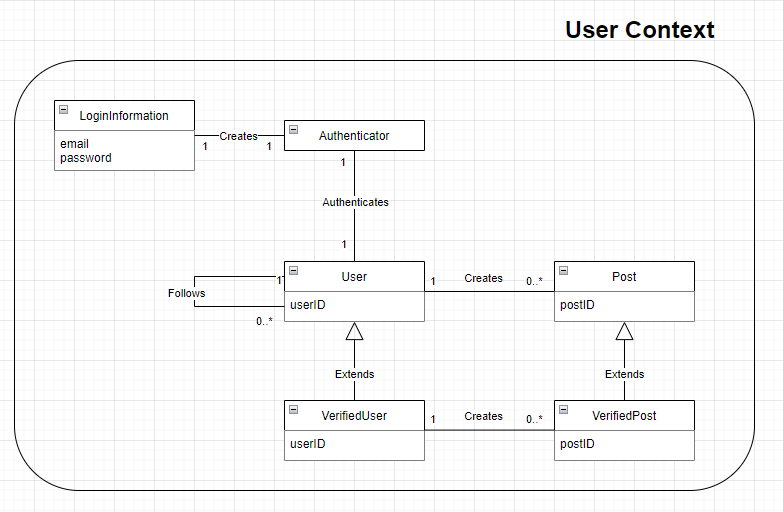 User Context
LoginInformation
email
password
Creates
1
1
Authenticator
1
Authenticates
1
User
userID
1
Follows
0..*
1
Creates
0..*
Post
postID
Extends
Extends
VerifiedUser
userID
1
Creates
0..*
VerifiedPost
postID